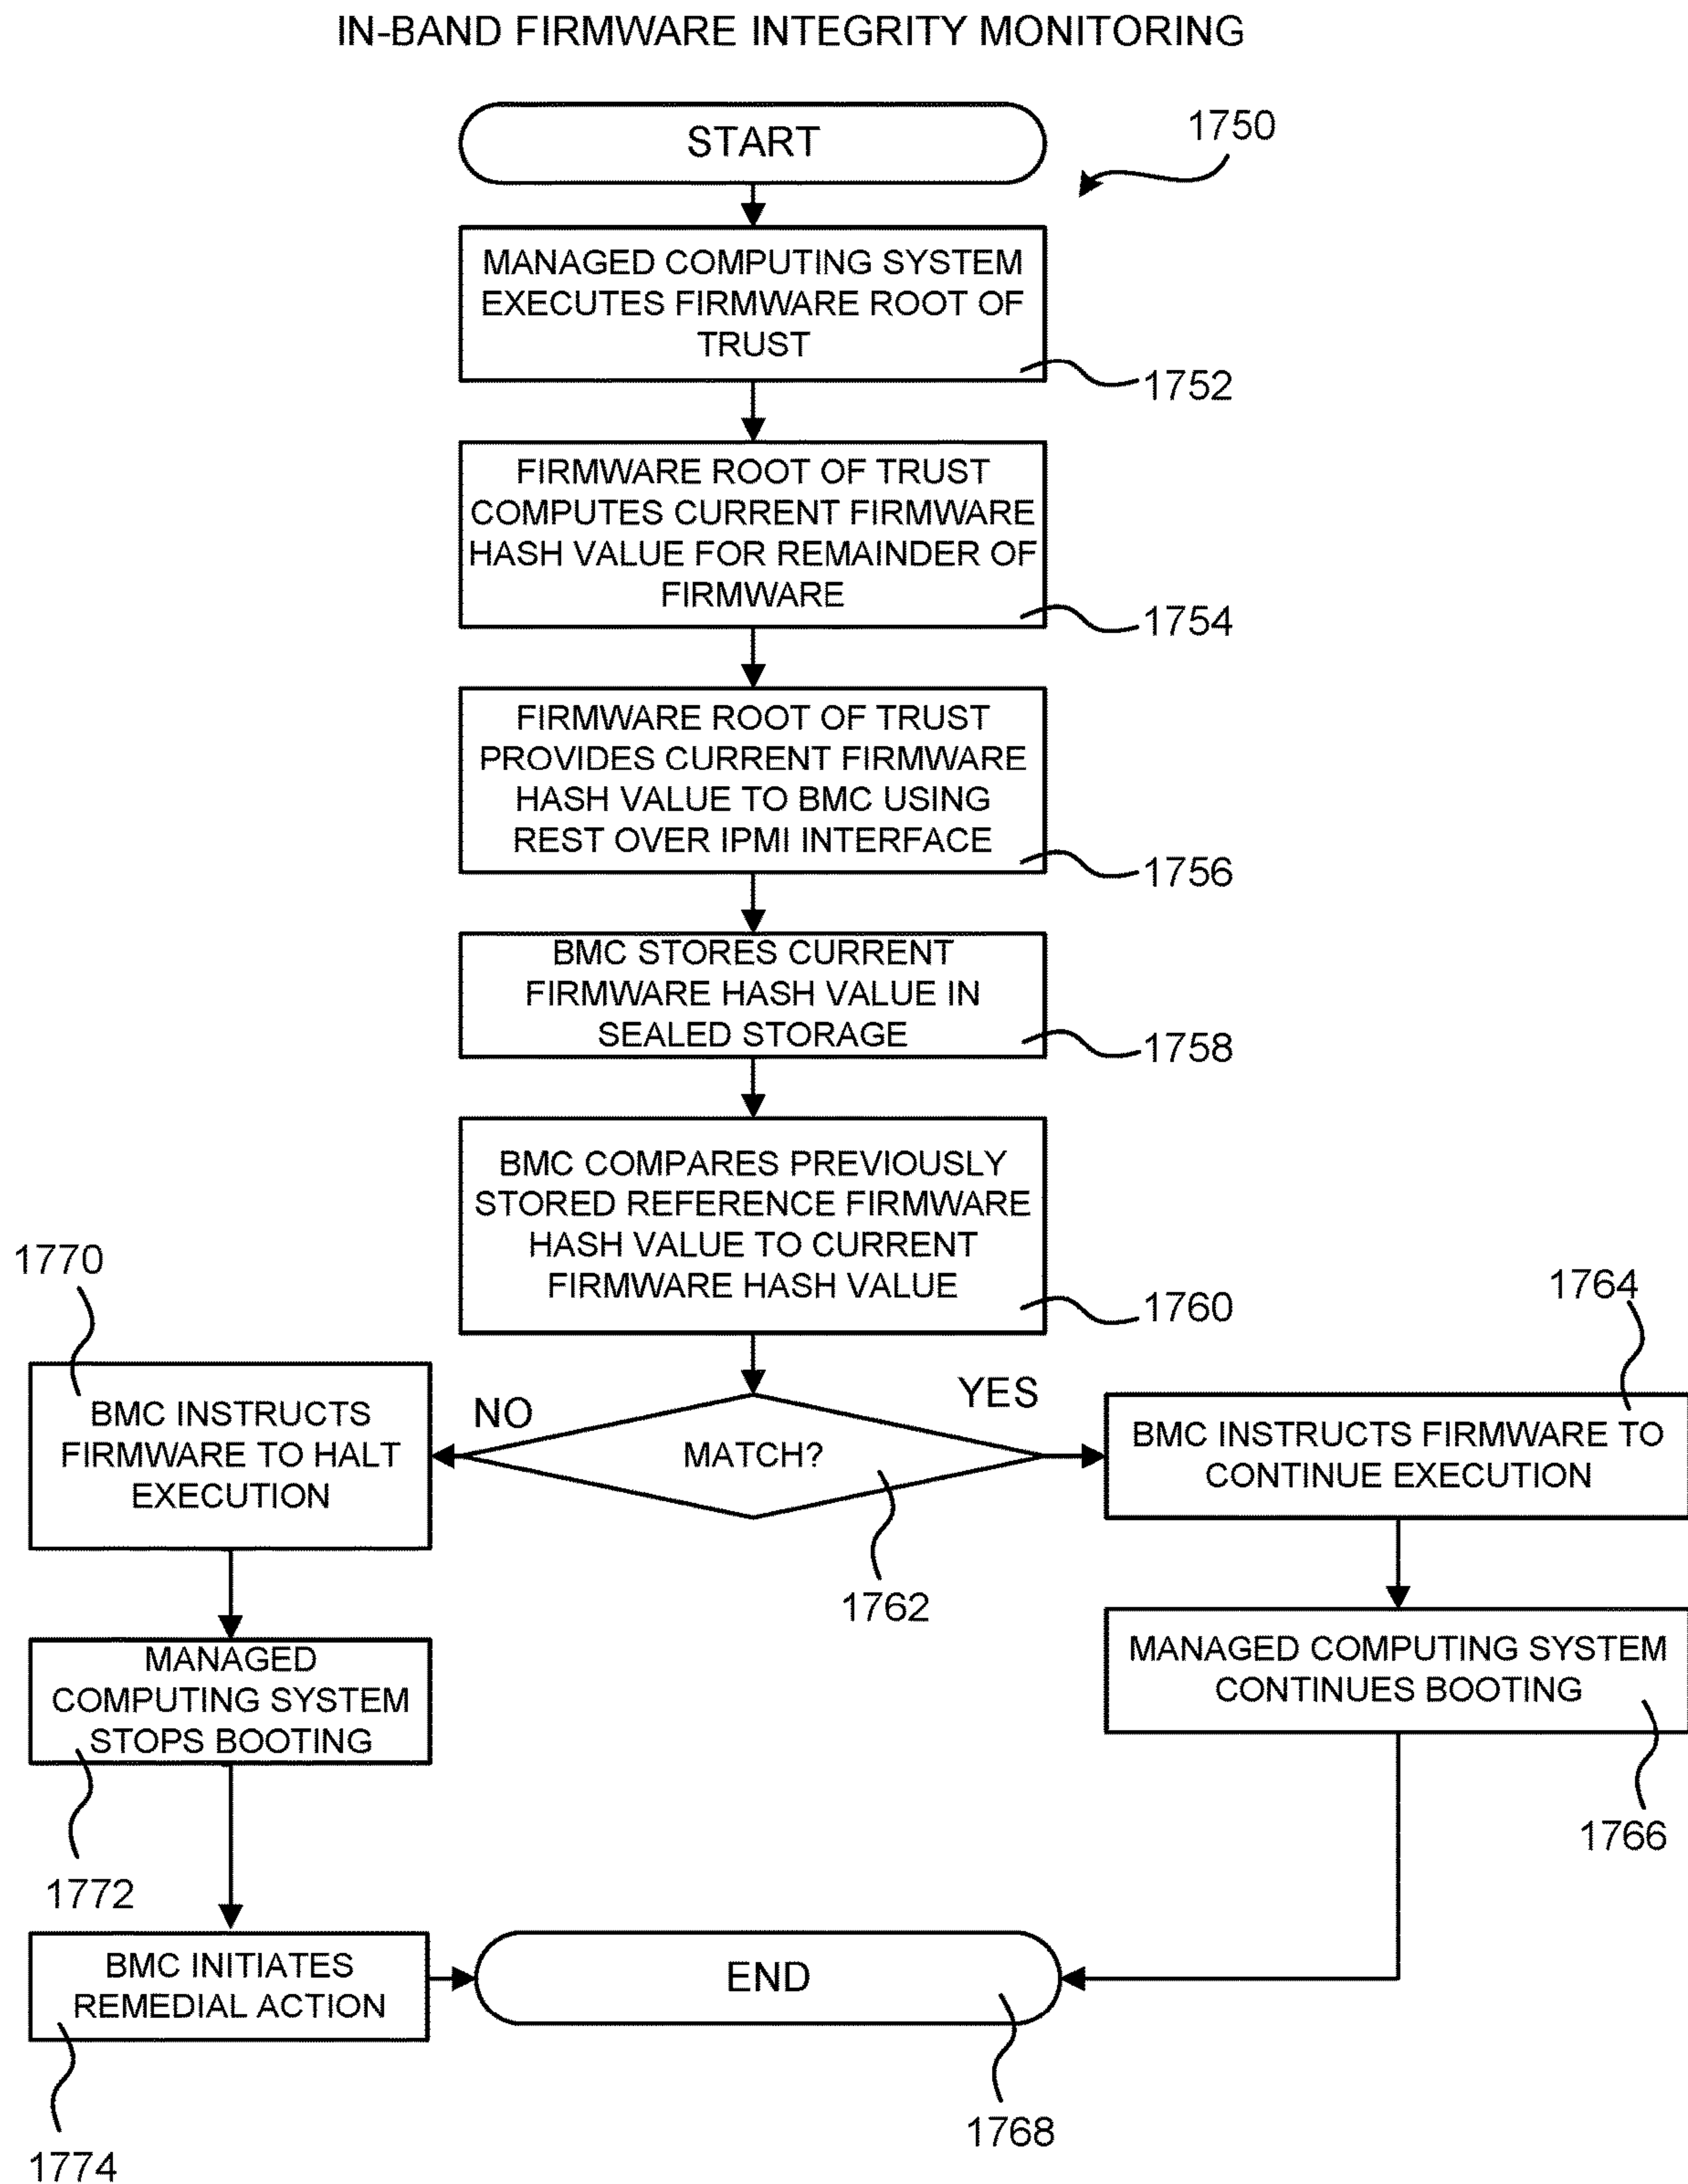 IN-BAND FIRMWARE INTEGRITY MONITORING
START
1750
MANAGED COMPUTING SYSTEM
EXECUTES FIRMWARE ROOT OF
TRUST
1752
FIRMWARE ROOT OF TRUST
COMPUTES CURRENT FIRMWARE
HASH VALUE FOR REMAINDER OF
FIRMWARE
1754
FIRMWARE ROOT OF TRUST
PROVIDES CURRENT FIRMWARE
HASH VALUE TO BMC USING
REST OVER IPMI INTERFACE
1756
BMC STORES CURRENT
FIRMWARE HASH VALUE IN
SEALED STORAGE
1758
BMC COMPARES PREVIOUSLY
STORED REFERENCE FIRMWARE
HASH VALUE TO CURRENT
FIRMWARE HASH VALUE
1760
MATCH?
1762
NO
1770
BMC INSTRUCTS
FIRMWARE TO HALT
EXECUTION
MANAGED
COMPUTING SYSTEM
STOPS BOOTING
1772
BMC INITIATES
REMEDIAL ACTION
1774
YES
1764
BMC INSTRUCTS FIRMWARE TO
CONTINUE EXECUTION
MANAGED COMPUTING SYSTEM
CONTINUES BOOTING
1766
END
1768